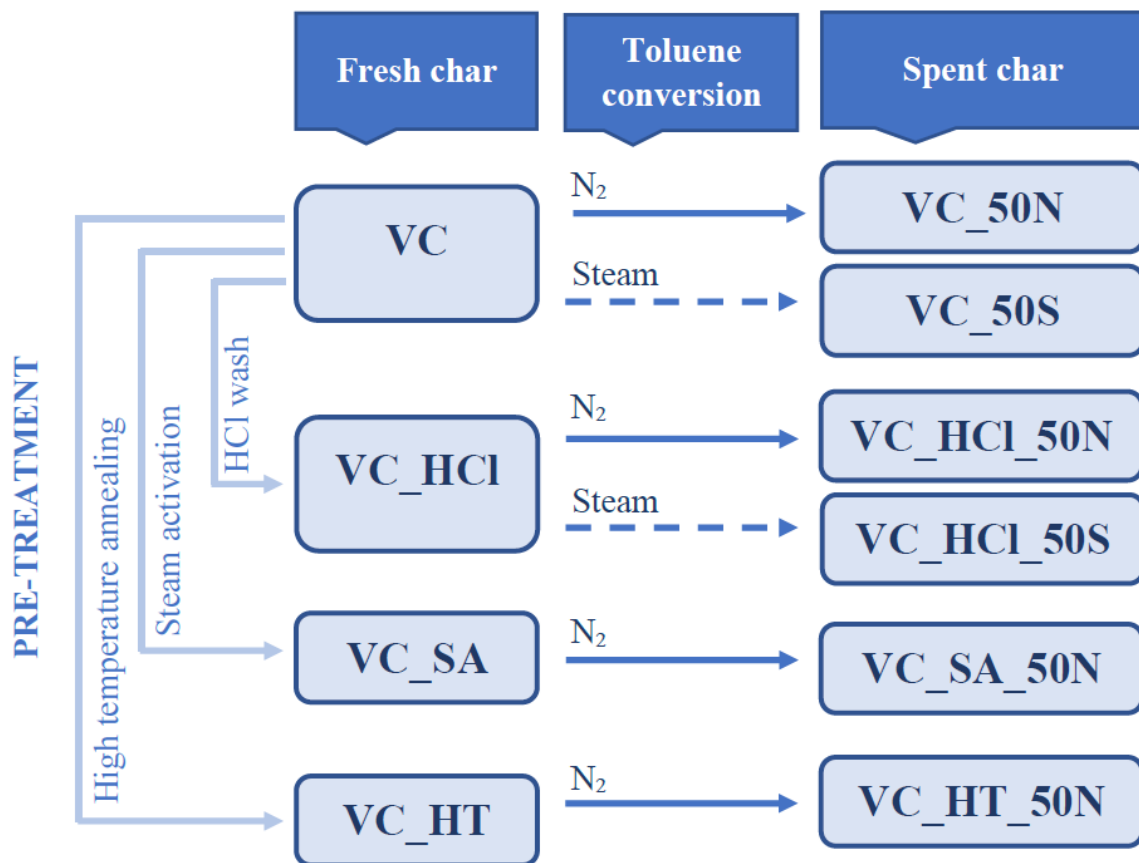 Fresh char
Toluene
conversion
Spent char
PRE-TREATMENT
High temperature annealing
Steam activation
HCl wash
VC
N₂
VC_50N
Steam
VC_50S
VC_HCl
N₂
VC_HCl_50N
Steam
VC_HCl_50S
VC_SA
N₂
VC_SA_50N
VC_HT
N₂
VC_HT_50N